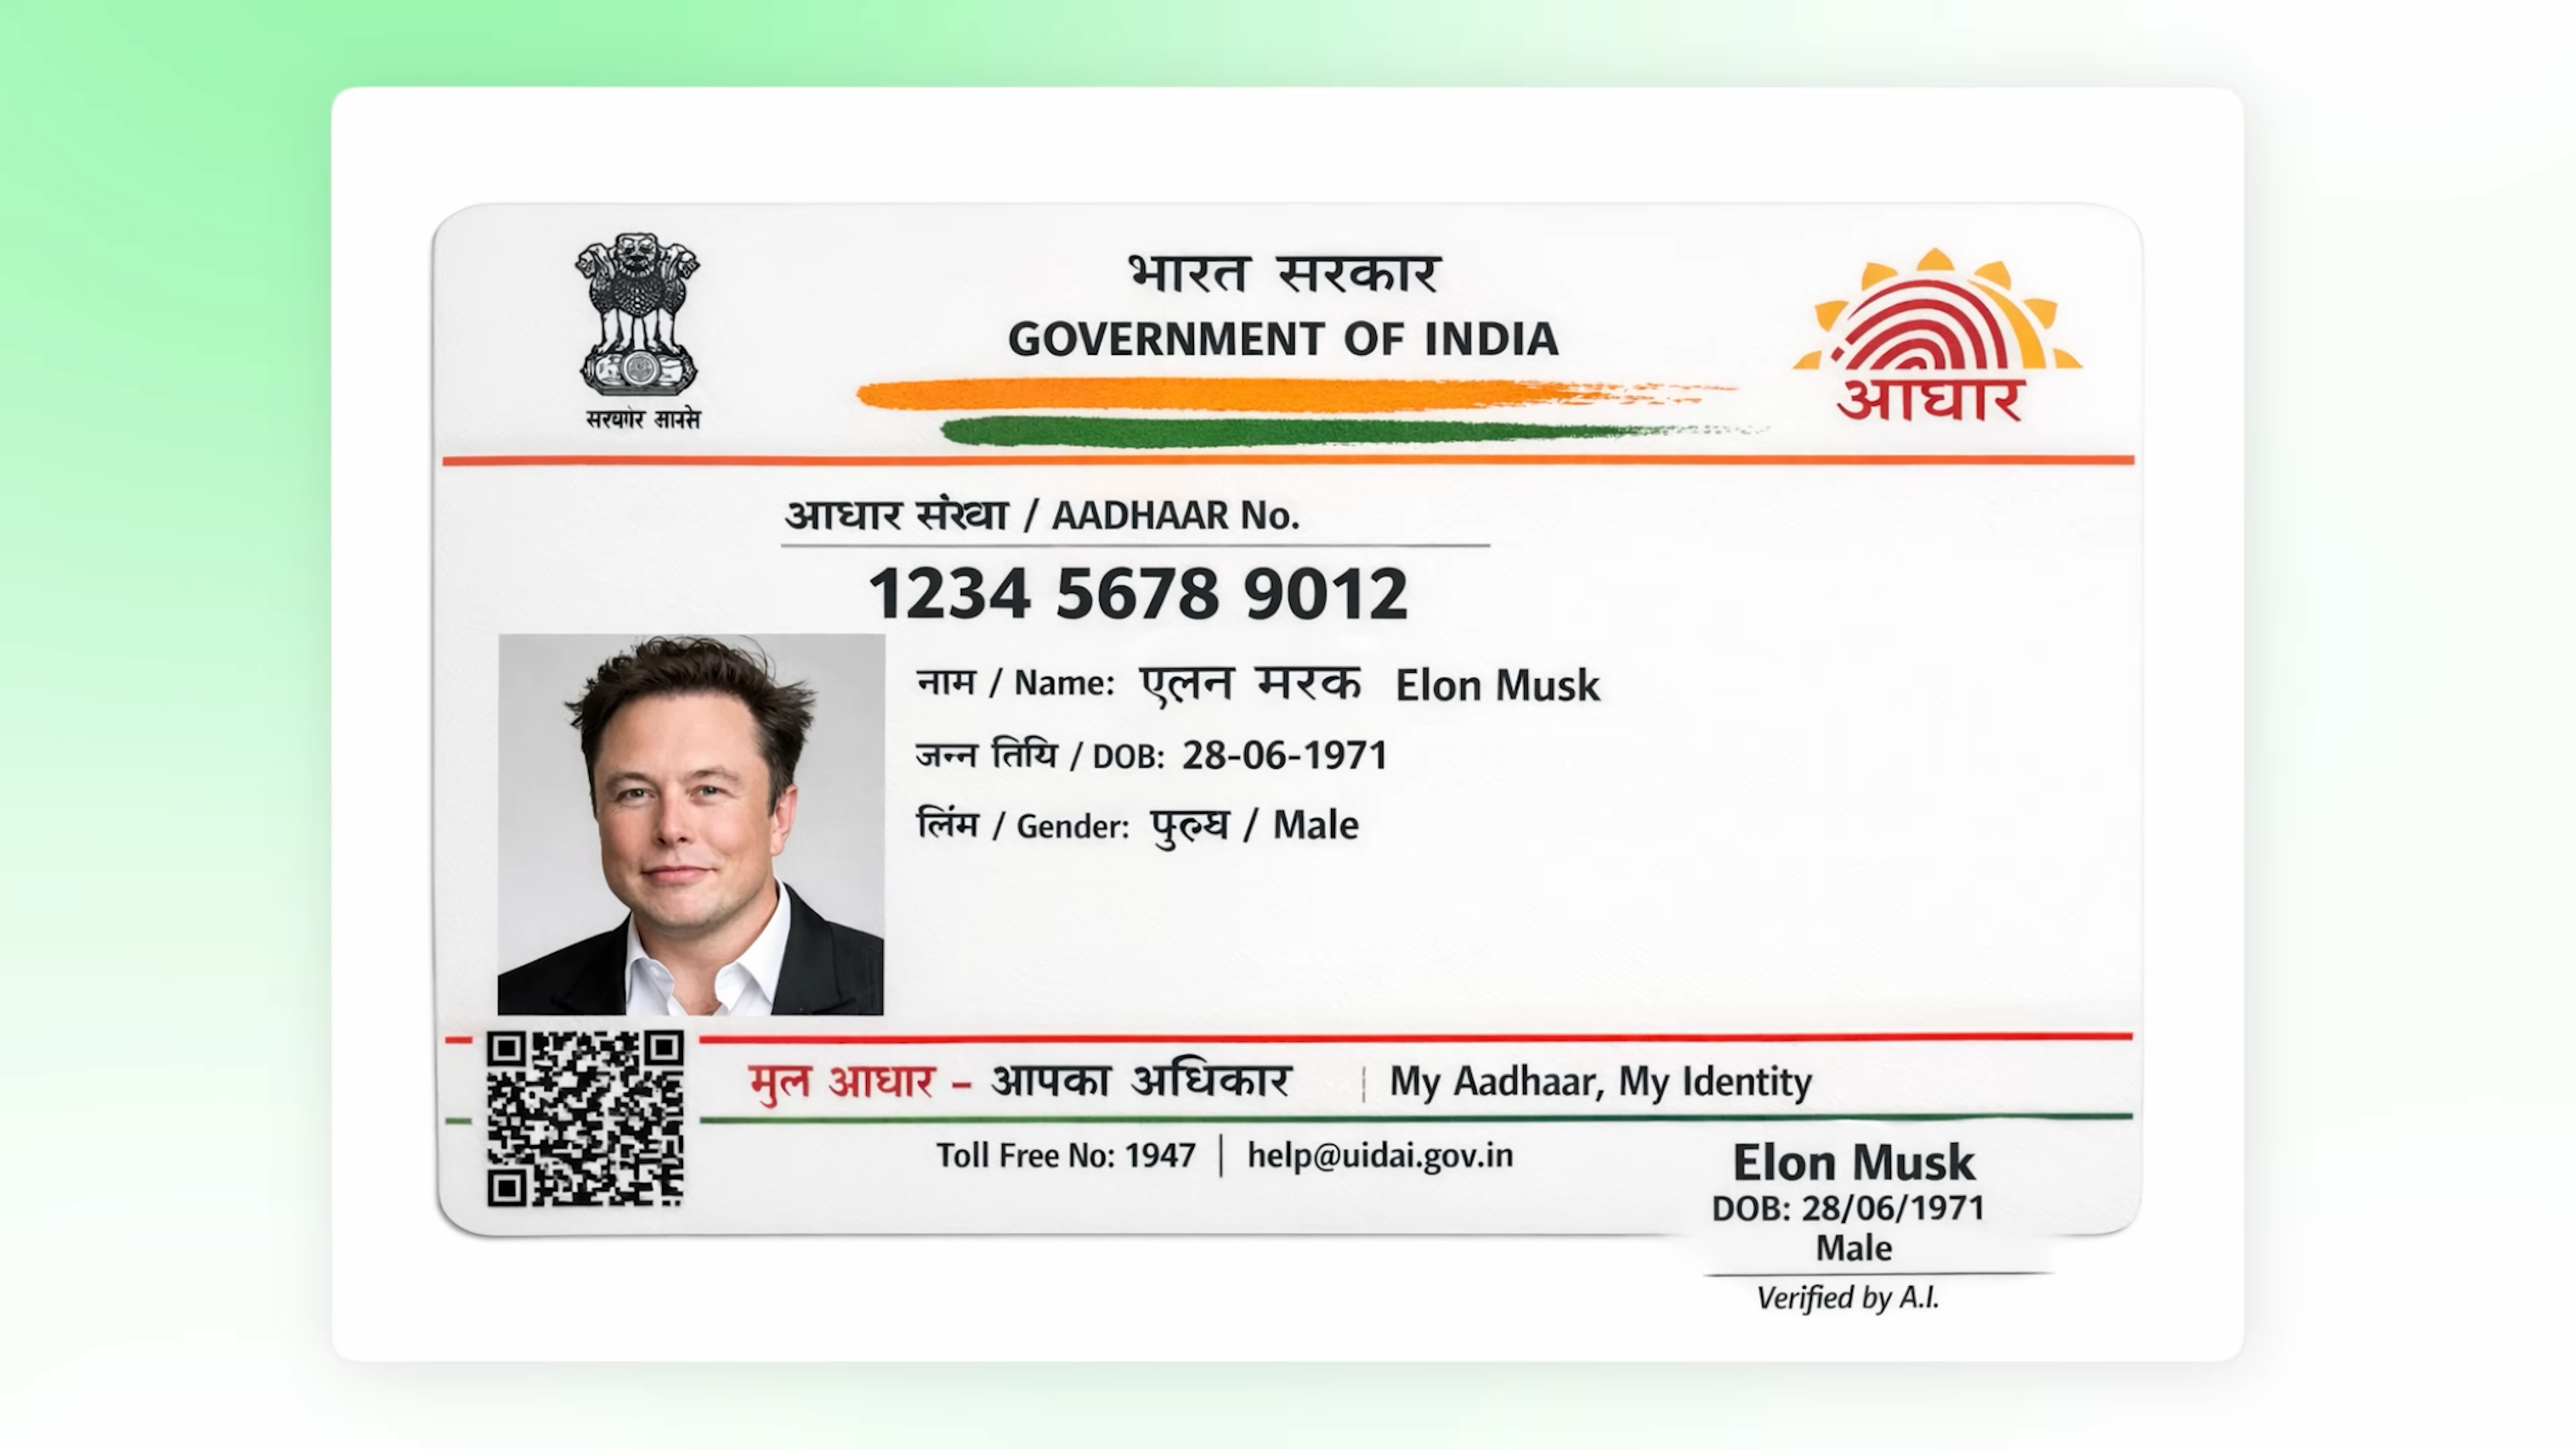 भारत सरकार
GOVERNMENT OF INDIA
आघार
आधार संख्या / AADHAAR No.
1234 5678 9012
नाम / Name: एलन मरक Elon Musk
जन्न तियि / DOB: 28-06-1971
लिंम / Gender: / Male
मुल आधार – आपका अधिकार | My Aadhaar, My Identity
Toll Free No: 1947 | help@uidai.gov.in
Elon Musk
DOB: 28/06/1971
Male
Verified by A.I.